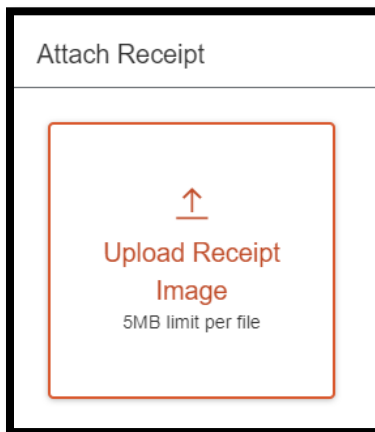 Attach Receipt
Upload Receipt
Image
5MB limit per file